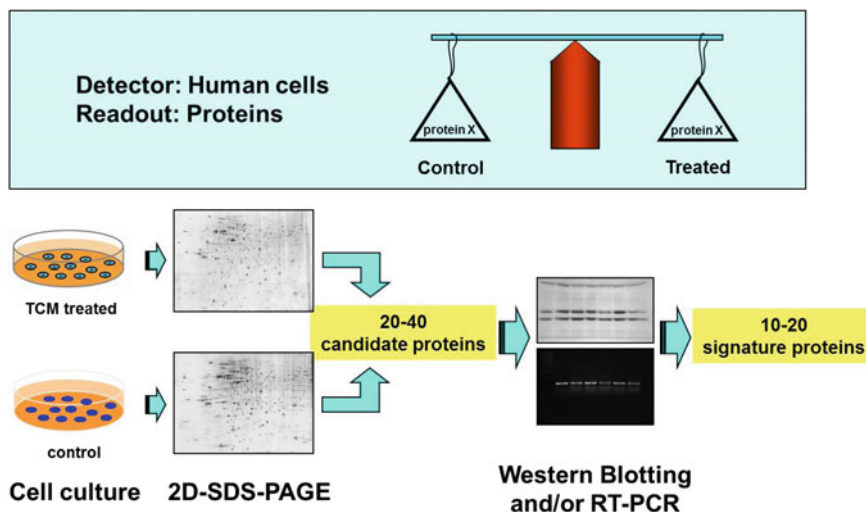 Detector: Human cells
Readout: Proteins
protein X
protein X
Control
Treated
TCM treated
20-40
candidate proteins
10-20
signature proteins
control
Cell culture
2D-SDS-PAGE
Western Blotting
and/or RT-PCR